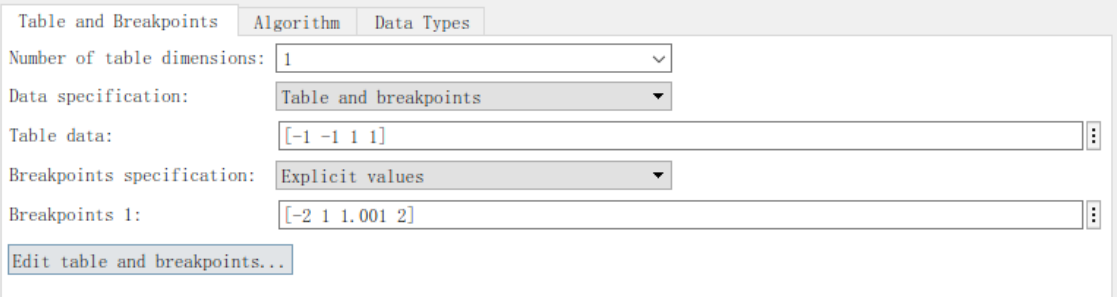 Table and Breakpoints Algorithm Data Types
Number of table dimensions: 1
Data specification: Table and breakpoints
Table data: [-1 -1 1 1]
Breakpoints specification: Explicit values
Breakpoints 1: [-2 1 1.001 2]
Edit table and breakpoints...